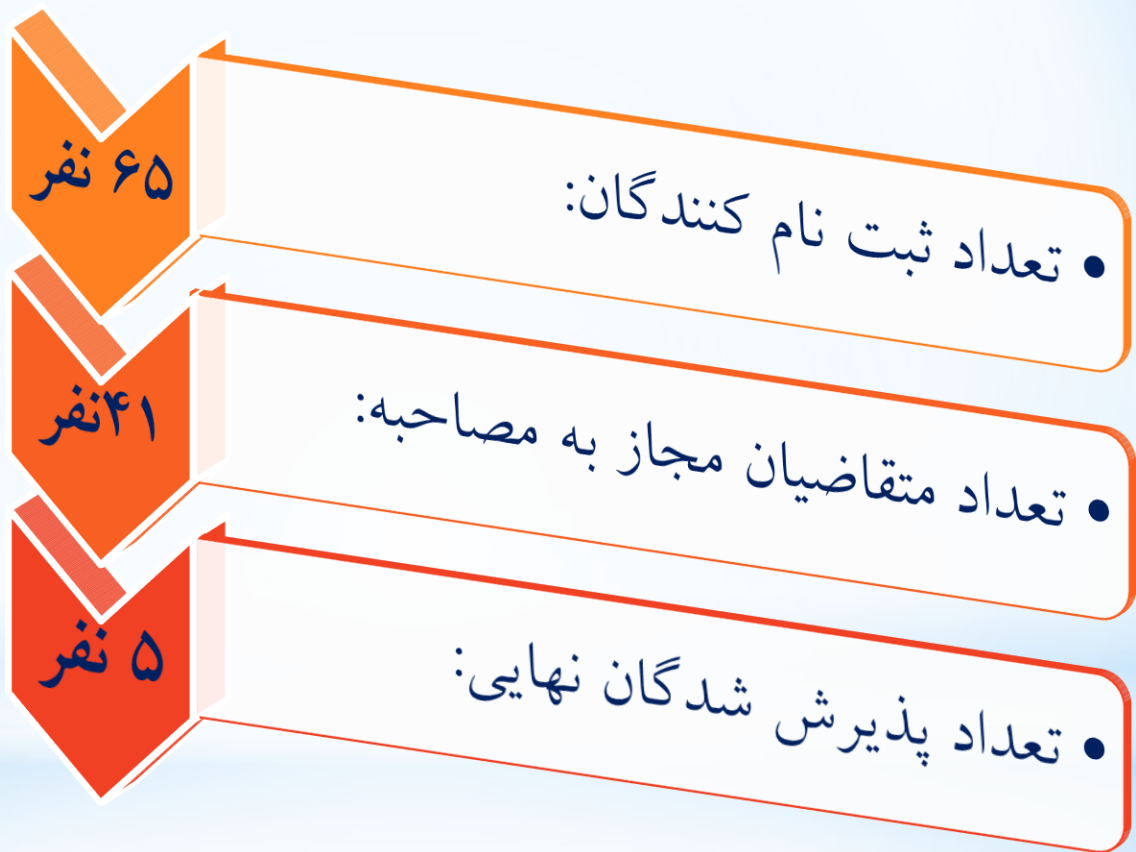 • تعداد ثبت نام کنندگان:
۶۵ نفر
• تعداد متقاضیان مجاز به مصاحبه:
۴۱نفر
• تعداد پذیرش شدگان نهایی:
۵ نفر